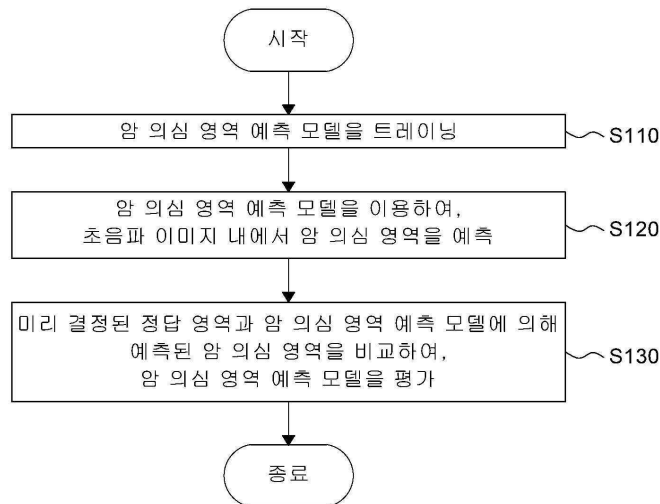 시작
암 의심 영역 예측 모델을 트레이닝
S110
암 의심 영역 예측 모델을 이용하여,
초음파 이미지 내에서 암 의심 영역을 예측
S120
미리 결정된 정답 영역과 암 의심 영역 예측 모델에 의해
예측된 암 의심 영역을 비교하여,
암 의심 영역 예측 모델을 평가
S130
종료